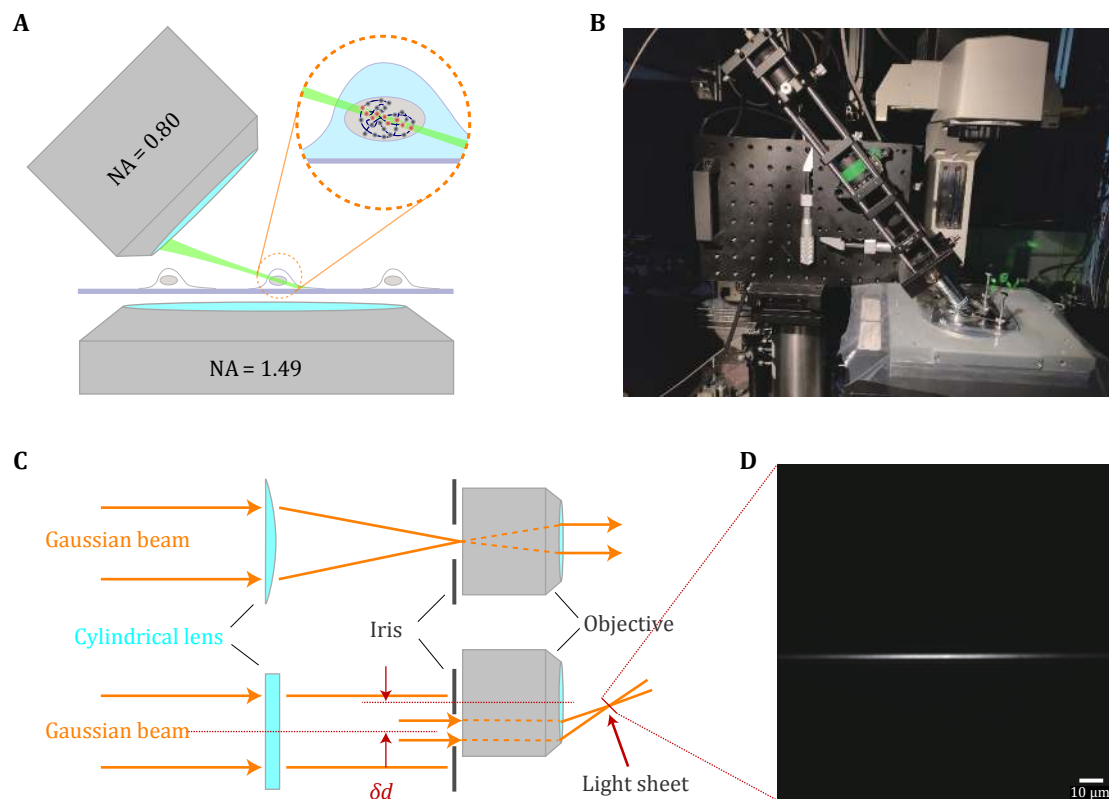 A
B
NA = 0.80
NA = 1.49
C
D
Gaussian beam
Cylindrical lens
Iris
Objective
Gaussian beam
δd
Light sheet
10 μm